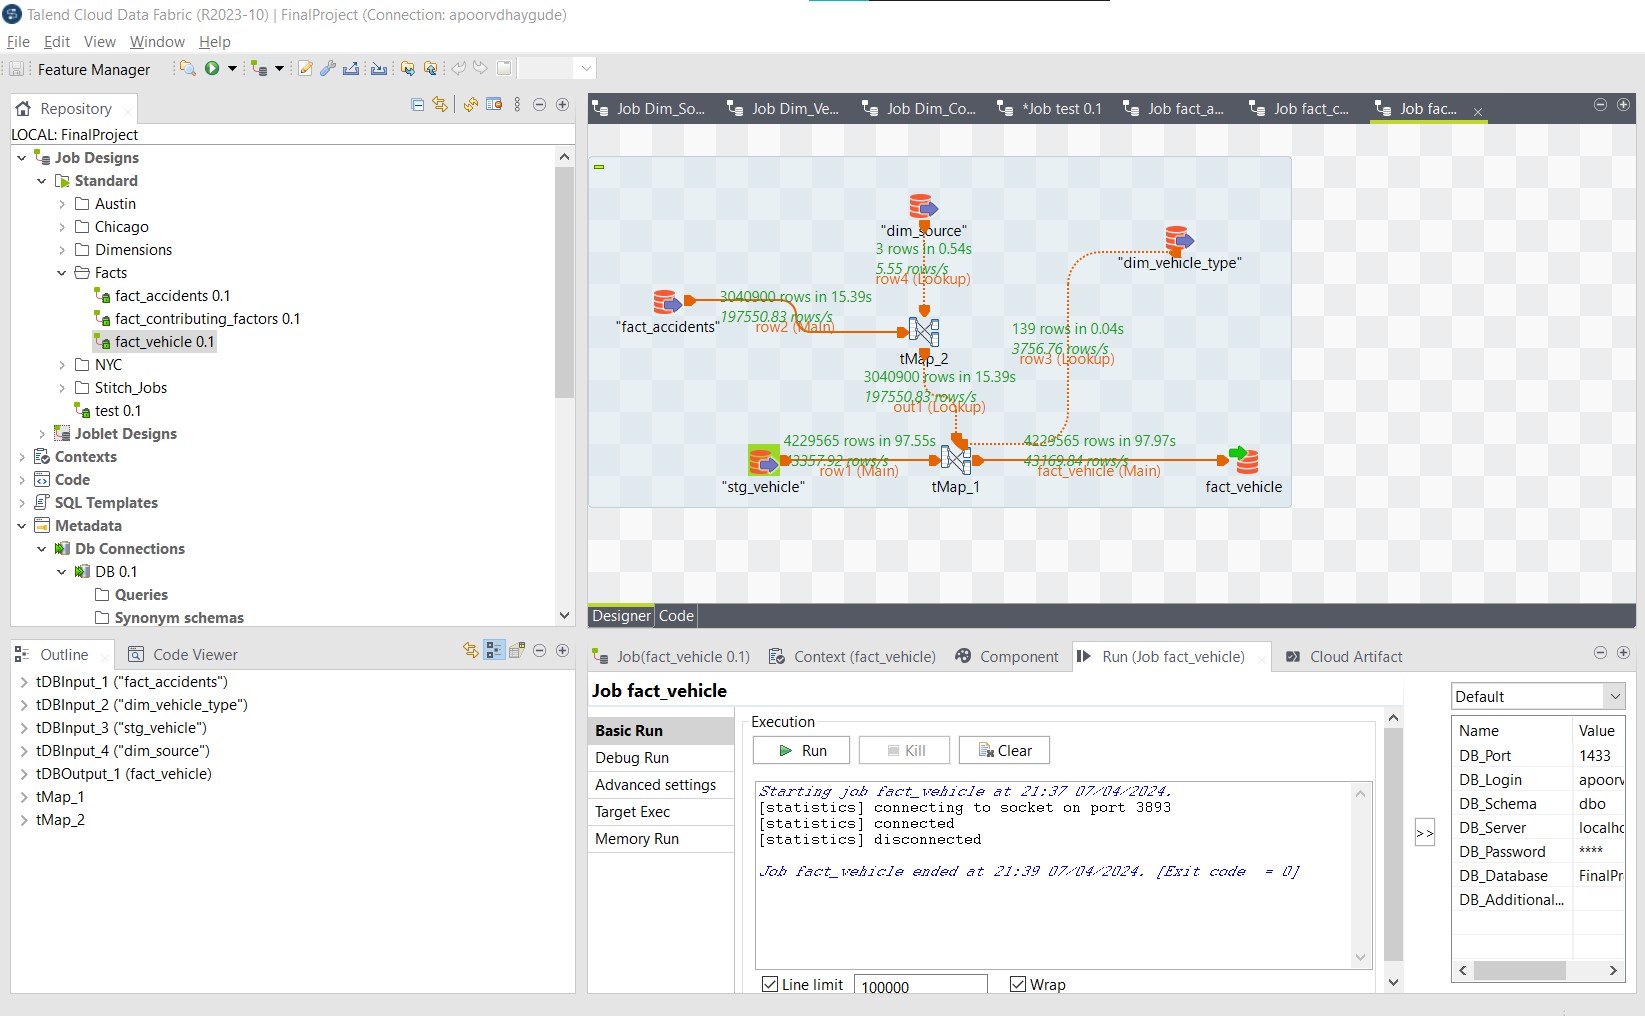 Talend Cloud Data Fabric (R2023-10) | FinalProject (Connection: apoorvdhaygude)
File Edit View Window Help
Feature Manager
Repository
LOCAL: FinalProject
Job Designs
Standard
Austin
Chicago
Dimensions
Facts
fact_accidents 0.1
fact_contributing_factors 0.1
fact_vehicle 0.1
NYC
Stitch_Jobs
test 0.1
Joblet Designs
Contexts
Code
SQL Templates
Metadata
Db Connections
DB 0.1
Queries
Synonym schemas
Job Dim_So... Job Dim_Ve... Job Dim_Co... *Job test 0.1 Job fact_a... Job fact_c... Job fac...
"dim_source"
3 rows in 0.54s
5.55 rows/s
row4 (Lookup)
"dim_vehicle_type"
3040900 rows in 15.39s
197550.83 rows/s
row2 (Main)
"fact_accidents"
139 rows in 0.04s
3756.76 rows/s
row3 (Lookup)
tMap_2
3040900 rows in 15.39s
197550.83 rows/s
out1 (Lookup)
4229565 rows in 97.55s
43357.92 rows/s
row1 (Main)
4229565 rows in 97.97s
43169.84 rows/s
fact_vehicle (Main)
"stg_vehicle"
tMap_1
fact_vehicle
Designer Code
Outline Code Viewer
tDBInput_1 ("fact_accidents")
tDBInput_2 ("dim_vehicle_type")
tDBInput_3 ("stg_vehicle")
tDBInput_4 ("dim_source")
tDBOutput_1 (fact_vehicle)
tMap_1
tMap_2
Job(fact_vehicle 0.1) Context (fact_vehicle) Component Run (Job fact_vehicle) Cloud Artifact
Job fact_vehicle
Basic Run
Debug Run
Advanced settings
Target Exec
Memory Run
Execution
Run Kill Clear
Starting job fact_vehicle at 21:37 07/04/2024.
[statistics] connecting to socket on port 3893
[statistics] connected
[statistics] disconnected
Job fact_vehicle ended at 21:39 07/04/2024. [Exit code  = 0]
Line limit 100000 Wrap
>>
Default
Name Value
DB_Port 1433
DB_Login apoorv
DB_Schema dbo
DB_Server localho
DB_Password ****
DB_Database FinalPr
DB_Additional...